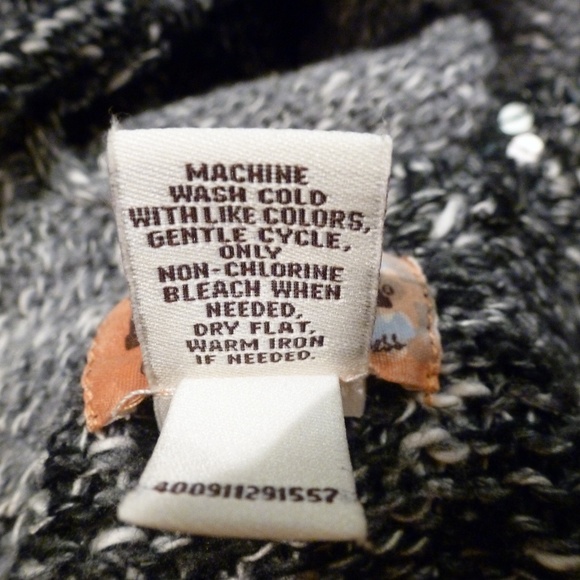 MACHINE
WASH COLD
WITH LIKE COLORS,
GENTLE CYCLE,
ONLY
NON-CHLORINE
BLEACH WHEN
NEEDED,
DRY FLAT,
WARM IRON
IF NEEDED.
400911291557